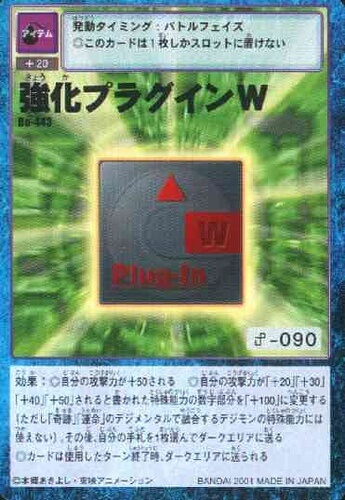 アイテム
+20
発動タイミング：バトルフェイズ
◎このカードは1枚しかスロットに置けない
きょうか
強化プラグインW
Bo-443
W
Plug-In
-090
効果：◎自分の攻撃力が+50される　◎自分の攻撃力が「+20」「+30」
「+40」「+50」されると書かれた特殊能力の数字部分を「+100」に変更する
(ただし「奇跡」「運命」のデジメンタルで融合するデジモンの特殊能力には
使えない)。その後、自分の手札を1枚選んでダークエリアに送る
◎カードは使用したターン終了時、ダークエリアに送られる
©本郷あきよし・東映アニメーション
BANDAI 2001 MADE IN JAPAN